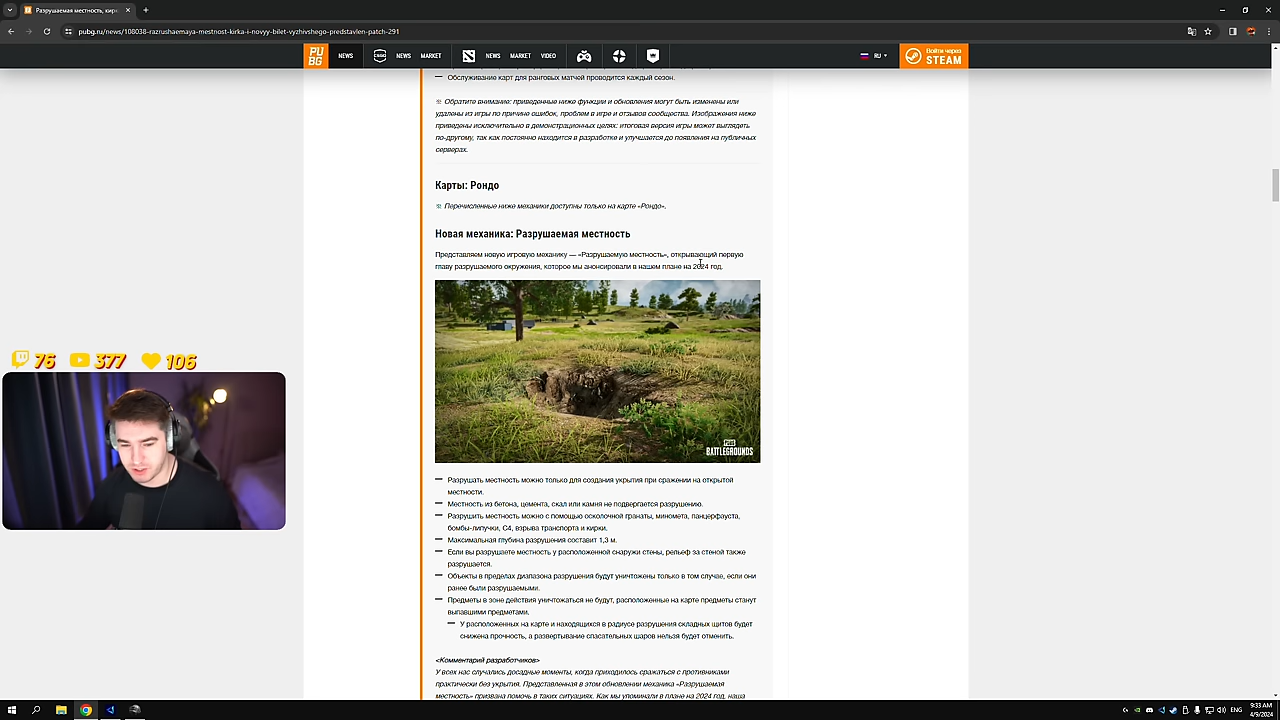 Разрушаемая местность, кирк
pubg.ru/news/108038-razrushaemaya-mestnost-kirka-i-novyy-bilet-vyzhivshego-predstavlen-patch-291
PU
BG
NEWS
NEWS MARKET
NEWS MARKET VIDEO
RU
Войти через
STEAM
Обслуживание карт для ранговых матчей проводится каждый сезон.
※ Обратите внимание: приведенные ниже функции и обновления могут быть изменены или
удалены из игры по причине ошибок, проблем в игре и отзывов сообщества. Изображения ниже
приведены исключительно в демонстрационных целях: итоговая версия игры может выглядеть
по-другому, так как постоянно находится в разработке и улучшается до появления на публичных
серверах.
Карты: Рондо
※ Перечисленные ниже механики доступны только на карте «Рондо».
Новая механика: Разрушаемая местность
Представляем новую игровую механику — «Разрушаемую местность», открывающий первую
главу разрушаемого окружения, которое мы анонсировали в нашем плане на 2024 год.
PUBG
BATTLEGROUNDS
76 377 106
Разрушать местность можно только для создания укрытия при сражении на открытой
местности.
Местность из бетона, цемента, скал или камня не подвергается разрушению.
Разрушить местность можно с помощью осколочной гранаты, миномета, панцерфауста,
бомбы-липучки, C4, взрыва транспорта и кирки.
Максимальная глубина разрушения составит 1,3 м.
Если вы разрушаете местность у расположенной снаружи стены, рельеф за стеной также
разрушается.
Объекты в пределах диапазона разрушения будут уничтожены только в том случае, если они
ранее были разрушаемыми.
Предметы в зоне действия уничтожаться не будут, расположенные на карте предметы станут
выпавшими предметами.
У расположенных на карте и находящихся в радиусе разрушения складных щитов будет
снижена прочность, а развертывание спасательных шаров нельзя будет отменить.
<Комментарий разработчиков>
У всех нас случались досадные моменты, когда приходилось сражаться с противниками
практически без укрытия. Представленная в этом обновлении механика «Разрушаемая
местность» призвана помочь в таких ситуациях. Как мы упоминали в плане на 2024 год, наша
ENG
9:33 AM
4/9/2024